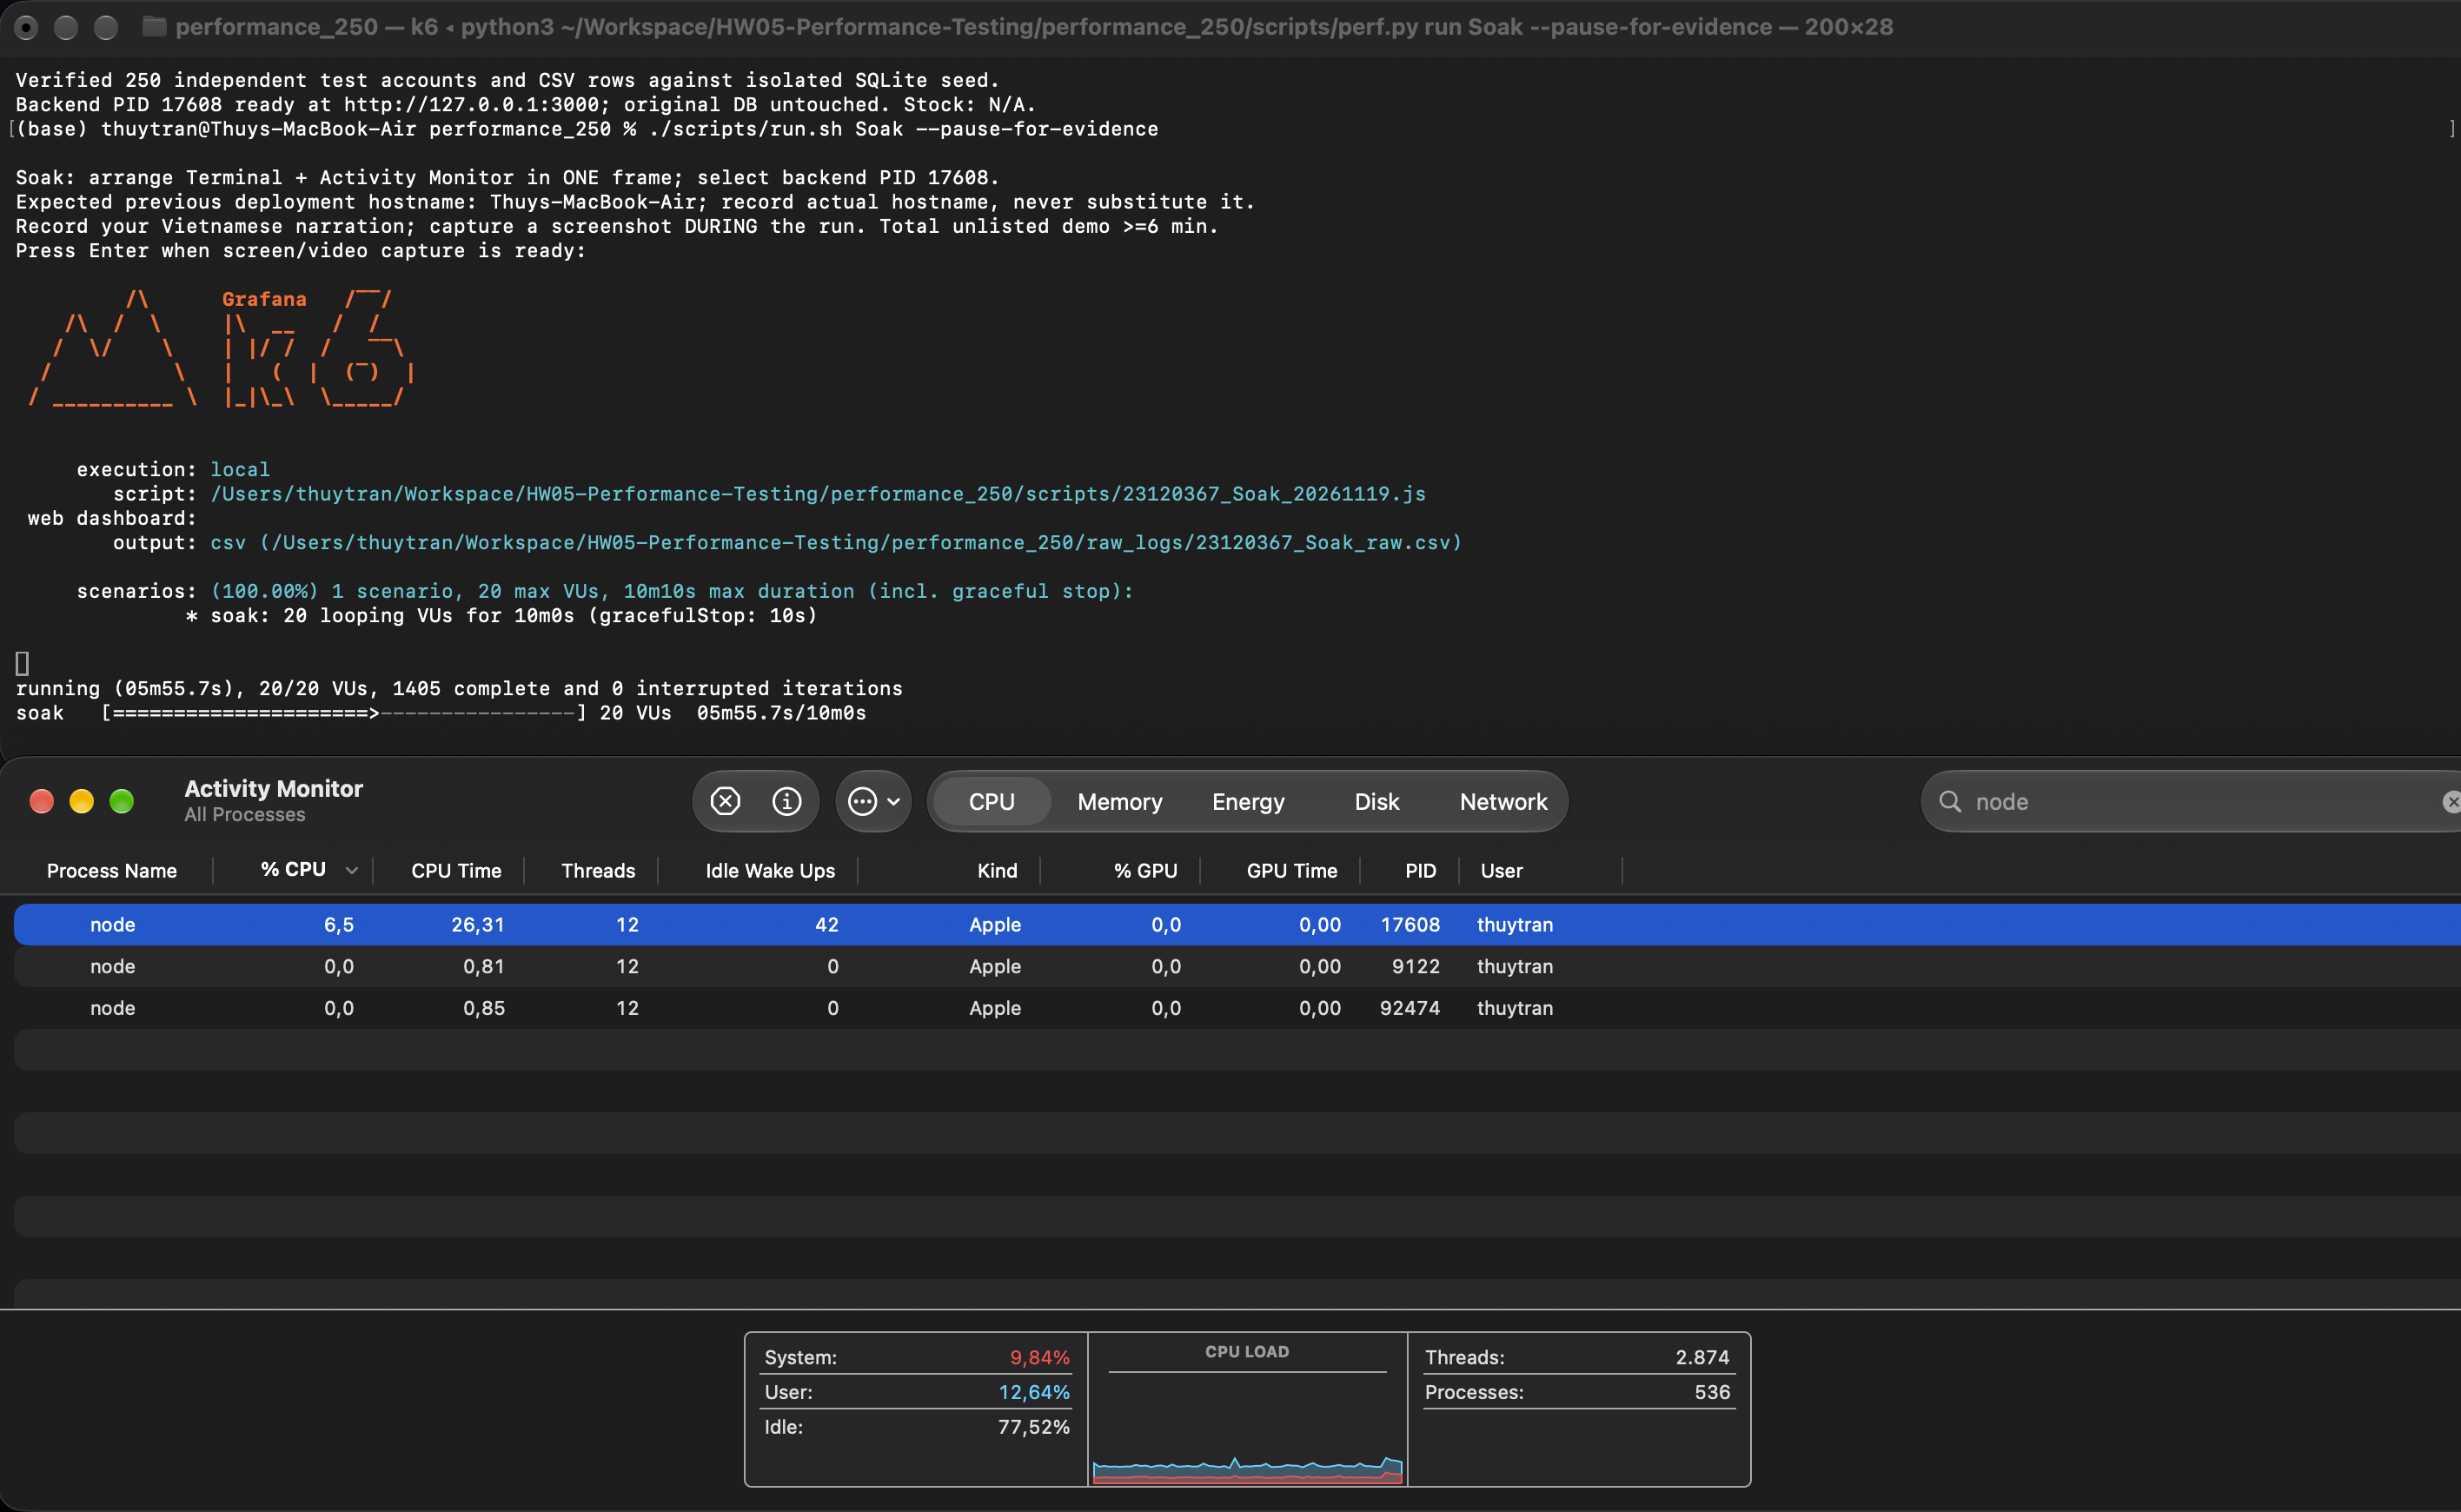 performance_250 — k6 ◂ python3 ~/Workspace/HW05-Performance-Testing/performance_250/scripts/perf.py run Soak --pause-for-evidence — 200×28
Verified 250 independent test accounts and CSV rows against isolated SQLite seed.
Backend PID 17608 ready at http://127.0.0.1:3000; original DB untouched. Stock: N/A.
[(base) thuytran@Thuys-MacBook-Air performance_250 % ./scripts/run.sh Soak --pause-for-evidence ]
Soak: arrange Terminal + Activity Monitor in ONE frame; select backend PID 17608.
Expected previous deployment hostname: Thuys-MacBook-Air; record actual hostname, never substitute it.
Record your Vietnamese narration; capture a screenshot DURING the run. Total unlisted demo >=6 min.
Press Enter when screen/video capture is ready:
Grafana
execution: local
script: /Users/thuytran/Workspace/HW05-Performance-Testing/performance_250/scripts/23120367_Soak_20261119.js
web dashboard:
output: csv (/Users/thuytran/Workspace/HW05-Performance-Testing/performance_250/raw_logs/23120367_Soak_raw.csv)
scenarios: (100.00%) 1 scenario, 20 max VUs, 10m10s max duration (incl. graceful stop):
* soak: 20 looping VUs for 10m0s (gracefulStop: 10s)
running (05m55.7s), 20/20 VUs, 1405 complete and 0 interrupted iterations
soak [=====================>----------------] 20 VUs 05m55.7s/10m0s
Activity Monitor
All Processes
CPU Memory Energy Disk Network
node
Process Name % CPU CPU Time Threads Idle Wake Ups Kind % GPU GPU Time PID User
node 6,5 26,31 12 42 Apple 0,0 0,00 17608 thuytran
node 0,0 0,81 12 0 Apple 0,0 0,00 9122 thuytran
node 0,0 0,85 12 0 Apple 0,0 0,00 92474 thuytran
System: 9,84%
User: 12,64%
Idle: 77,52%
CPU LOAD
Threads: 2.874
Processes: 536